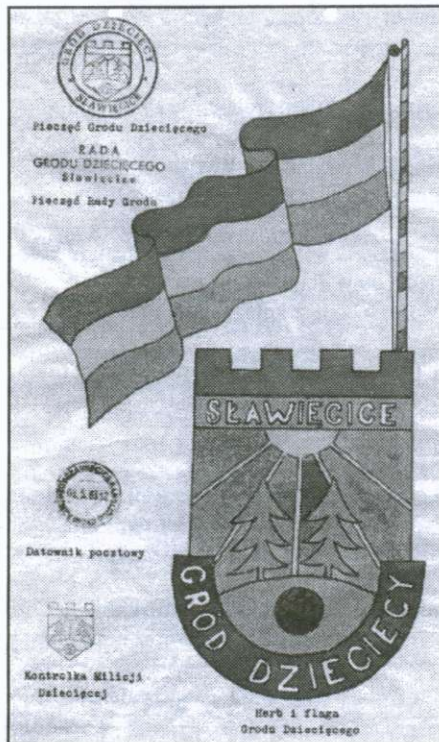 GRÓD DZIECIĘCY
SŁAWIĘCICE
Pieczęć Grodu Dziecięcego
RADA
GRODU DZIECIĘCEGO
Sławięcice
Pieczęć Rady Grodu
SŁAWIĘCICE
GRÓD DZIECIĘCY
Datownik pocztowy
Kontrolka Milicji
Dziecięcej
Herb i flaga
Grodu Dziecięcego